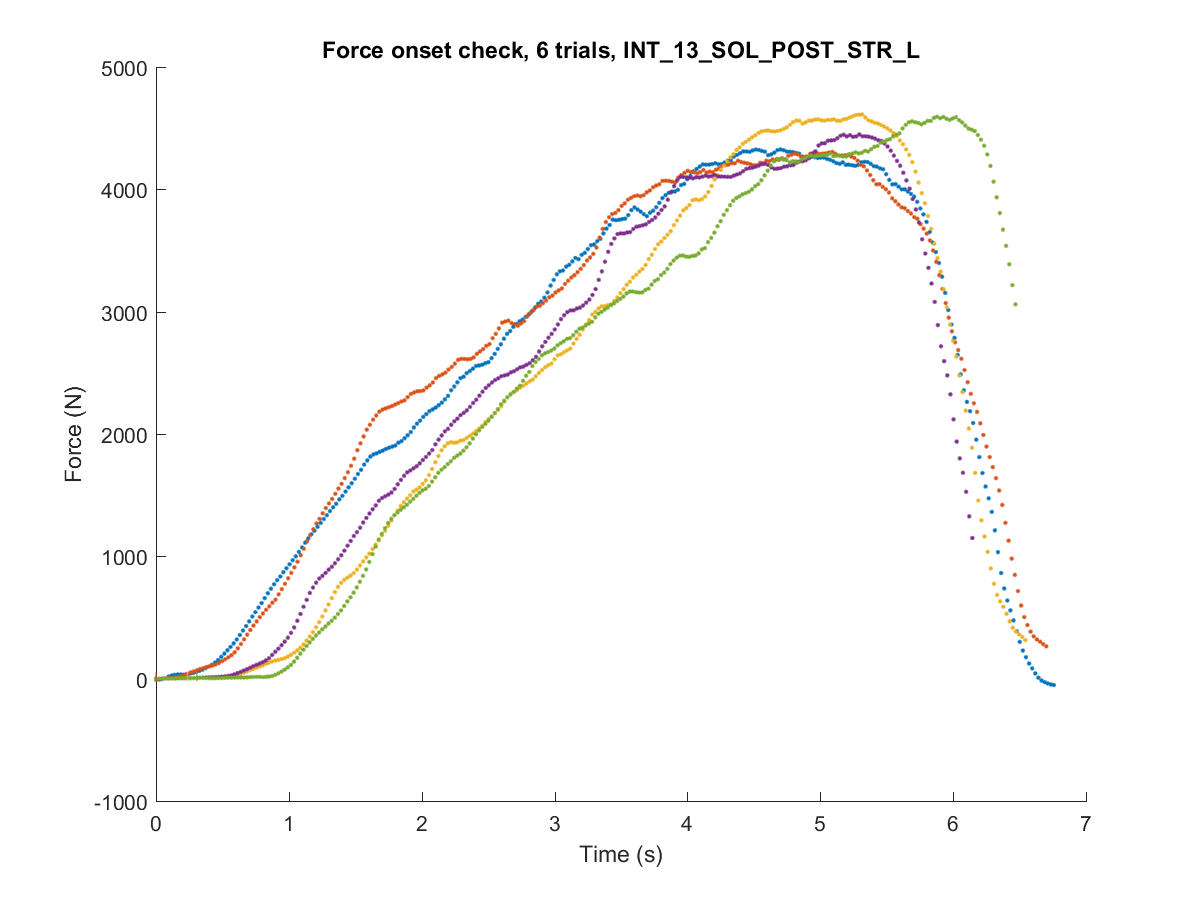 Force onset check, 6 trials, INT_13_SOL_POST_STR_L
5000
4000
3000
2000
1000
0
-1000
Force (N)
0 1 2 3 4 5 6 7
Time (s)